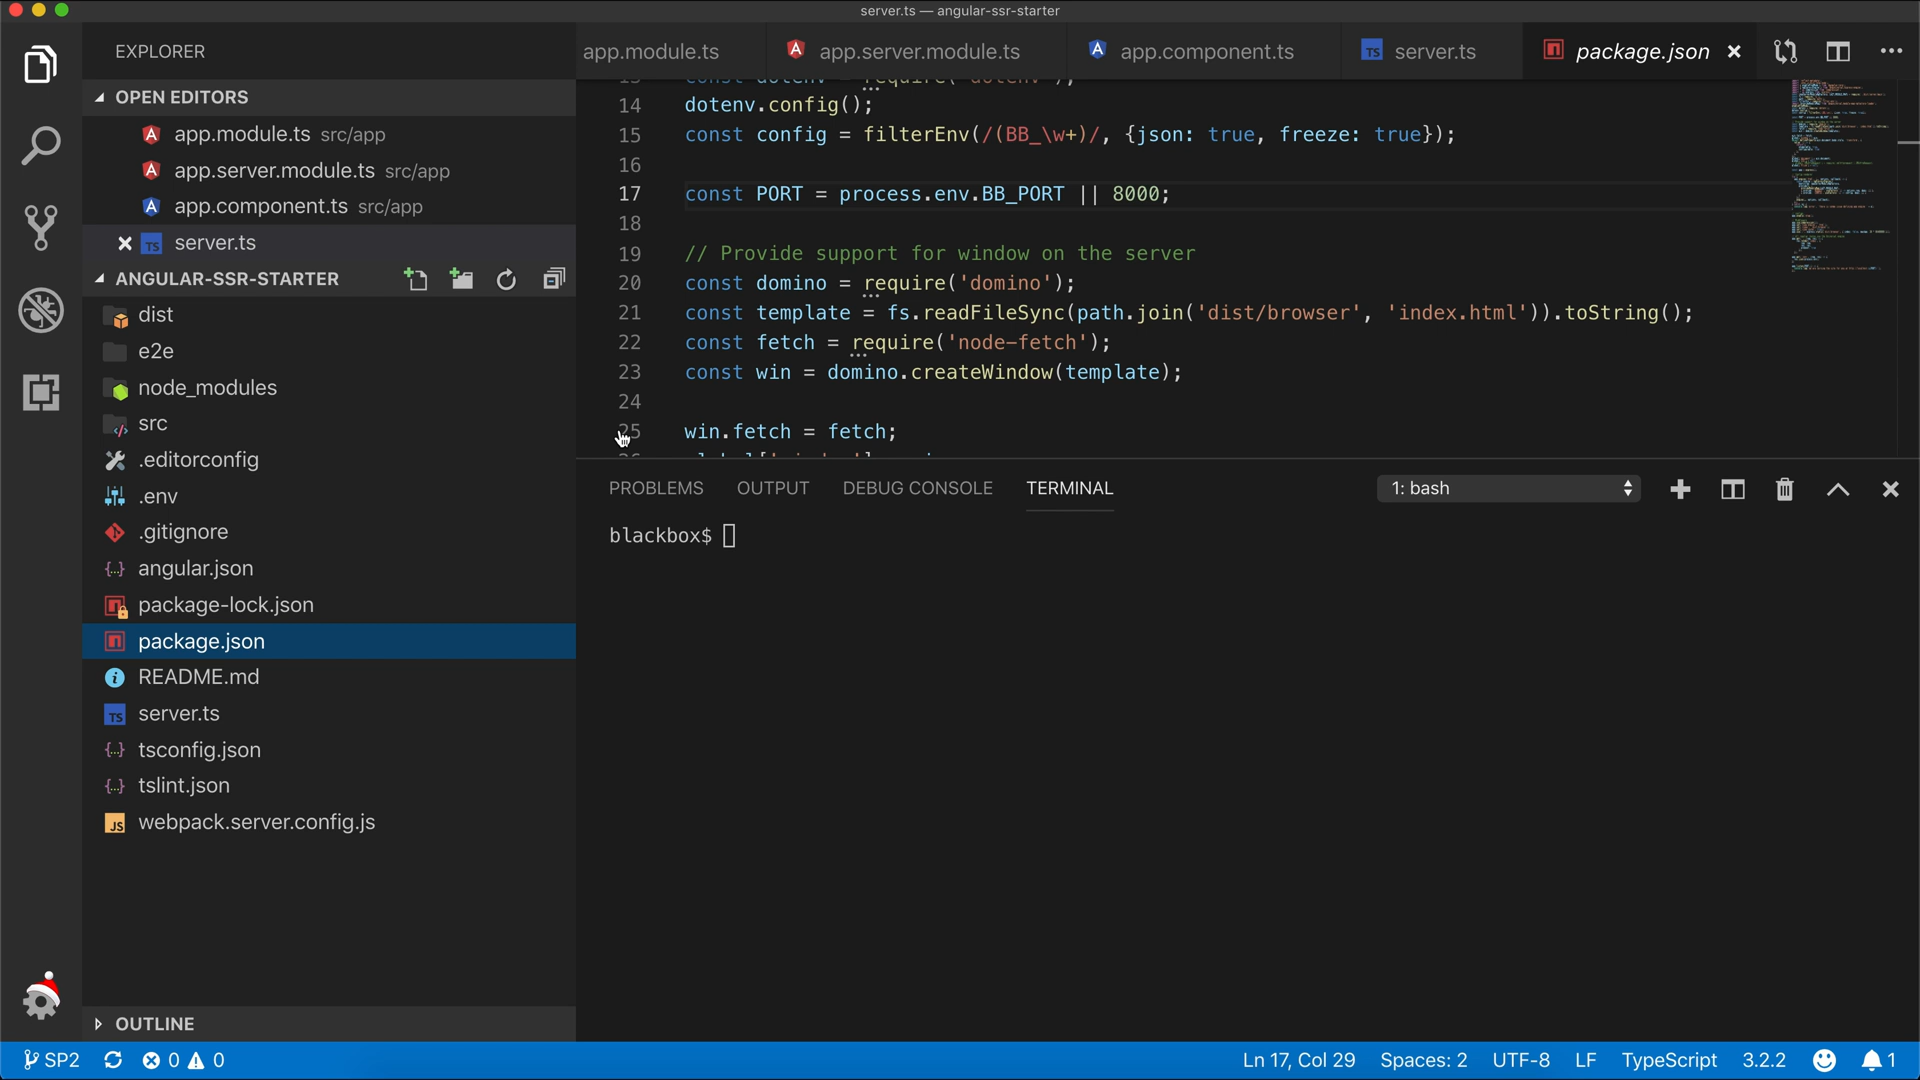 server.ts — angular-ssr-starter
EXPLORER
app.module.ts
app.server.module.ts
app.component.ts
TS server.ts
package.json
OPEN EDITORS
app.module.ts src/app
app.server.module.ts src/app
app.component.ts src/app
TS server.ts
ANGULAR-SSR-STARTER
dist
e2e
node_modules
src
.editorconfig
.env
.gitignore
angular.json
package-lock.json
package.json
README.md
TS server.ts
tsconfig.json
tslint.json
JS webpack.server.config.js
OUTLINE
14 dotenv.config();
15 const config = filterEnv(/(BB_\w+)/, {json: true, freeze: true});
16
17 const PORT = process.env.BB_PORT || 8000;
18
19 // Provide support for window on the server
20 const domino = require('domino');
21 const template = fs.readFileSync(path.join('dist/browser', 'index.html')).toString();
22 const fetch = require('node-fetch');
23 const win = domino.createWindow(template);
24
25 win.fetch = fetch;
PROBLEMS OUTPUT DEBUG CONSOLE TERMINAL 1: bash
blackbox$
SP2 0 0 Ln 17, Col 29 Spaces: 2 UTF-8 LF TypeScript 3.2.2 1